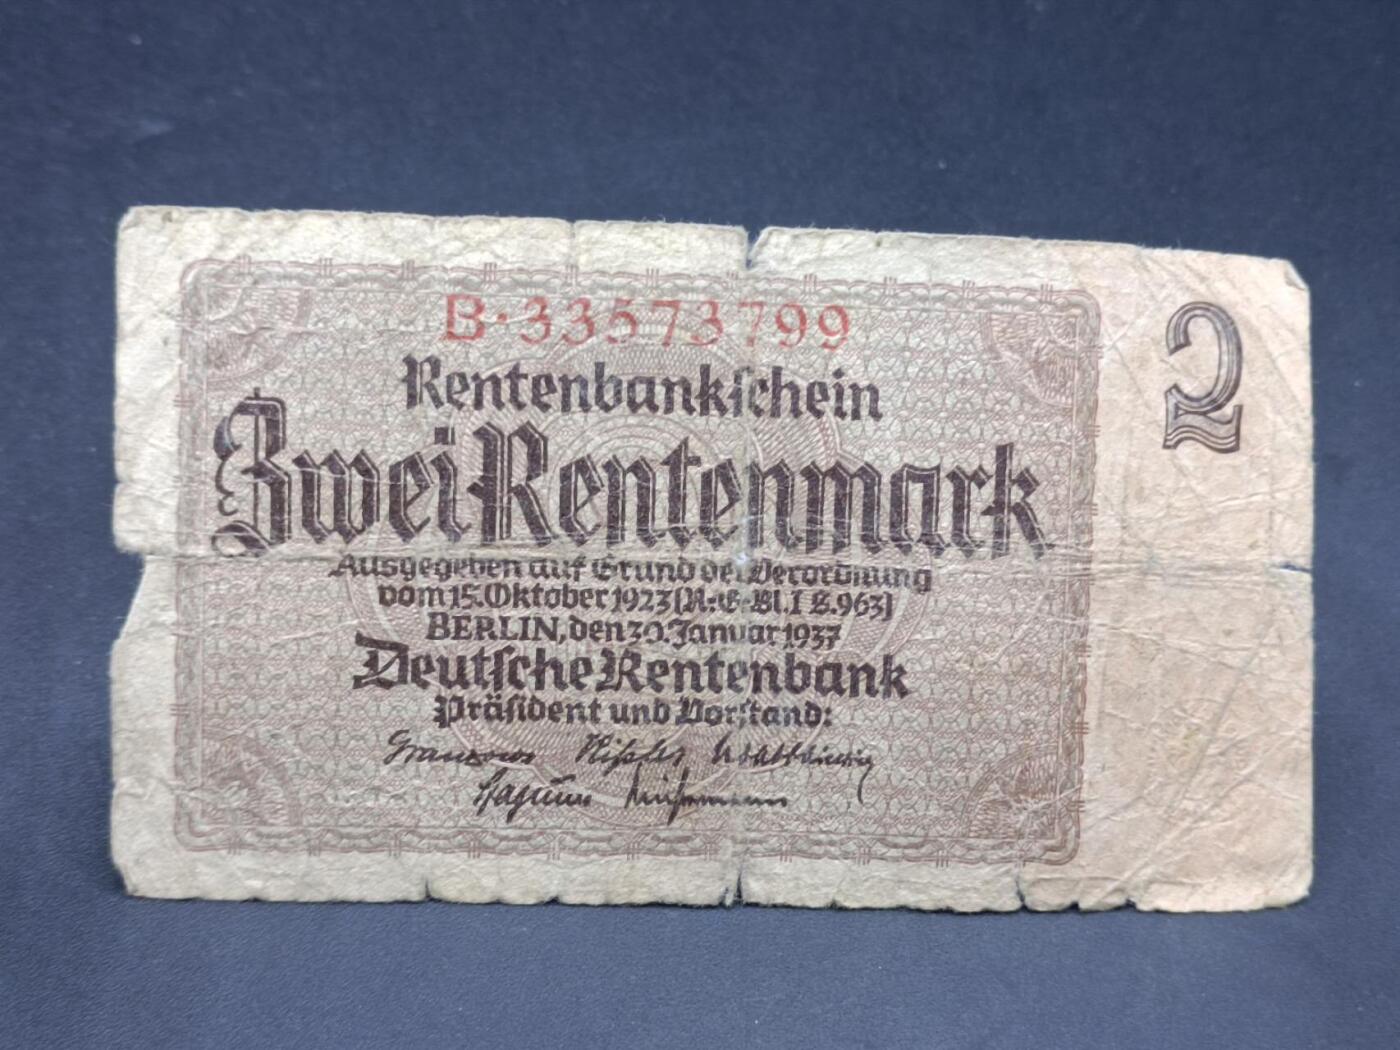 B·33573799
2
Rentenbankschein
Zwei Rentenmark
Ausgegeben auf Grund der Verordnung
vom 15. Oktober 1923 (R.-G.-Bl. I S. 963)
BERLIN, den 30. Januar 1937
Deutsche Rentenbank
Präsident und Vorstand: